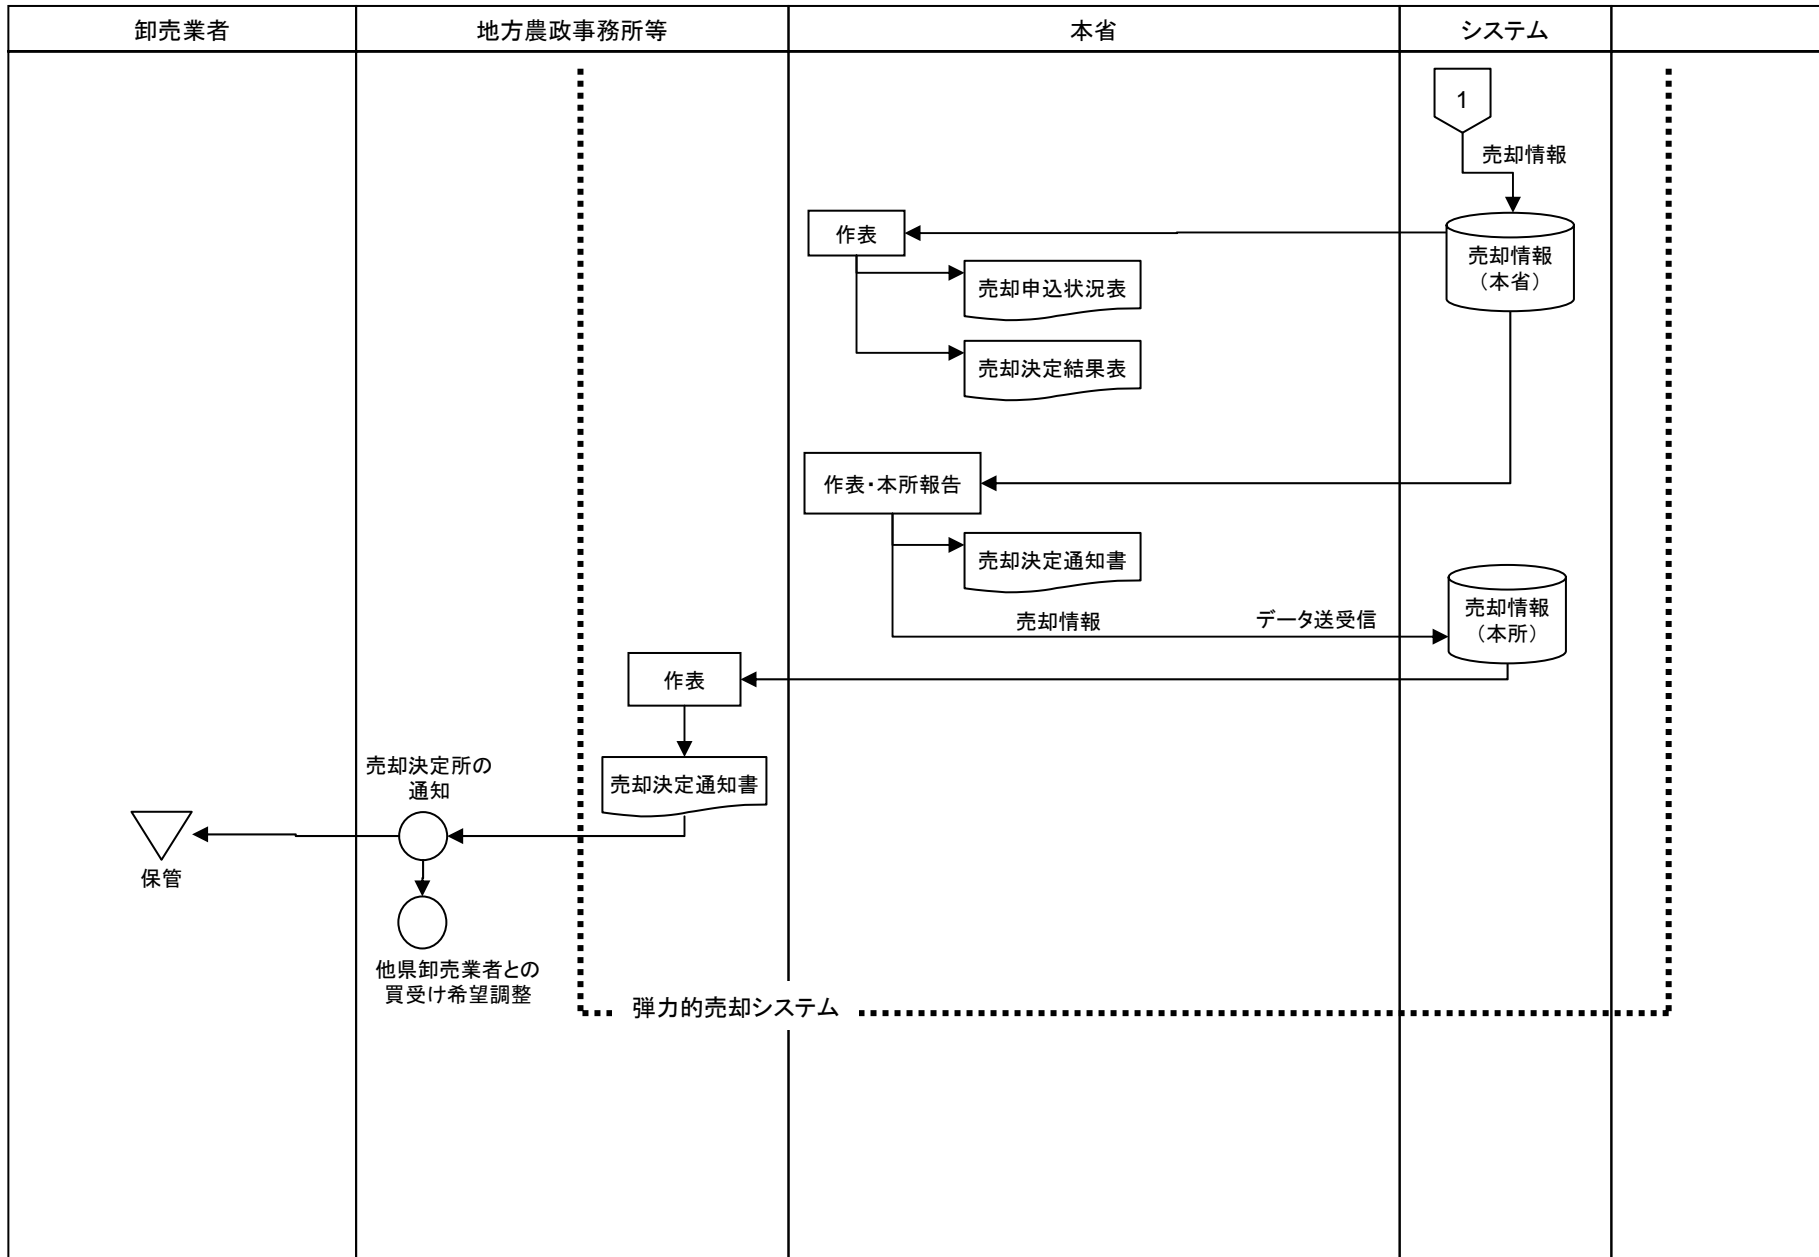 卸売業者
地方農政事務所等
本省
システム
1
売却情報
作表
売却情報
（本省）
売却申込状況表
売却決定結果表
作表・本所報告
売却決定通知書
売却情報
データ送受信
売却情報
（本所）
作表
売却決定所の
通知
売却決定通知書
保管
他県卸売業者との
買受け希望調整
弾力的売却システム